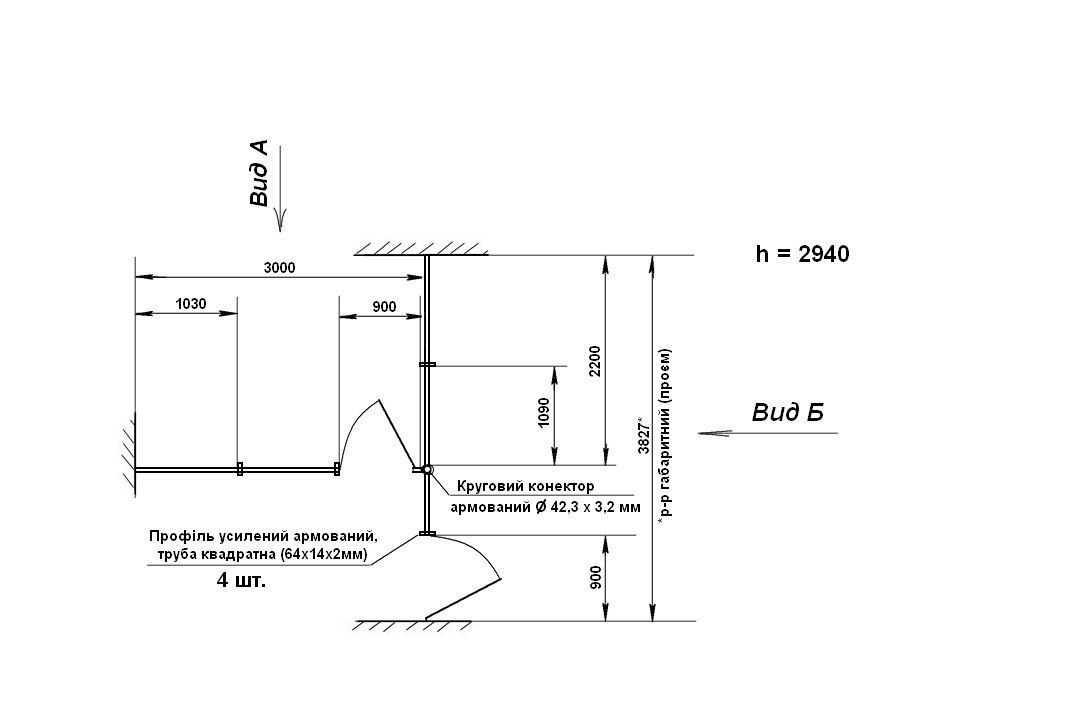 Вид А
h = 2940
3000
1030
900
2200
1090
3827*
*р-р габаритний (проєм)
Вид Б
Круговий конектор
армований Ø 42,3 x 3,2 мм
Профіль усилений армований,
труба квадратна (64х14х2мм)
4 шт.
900